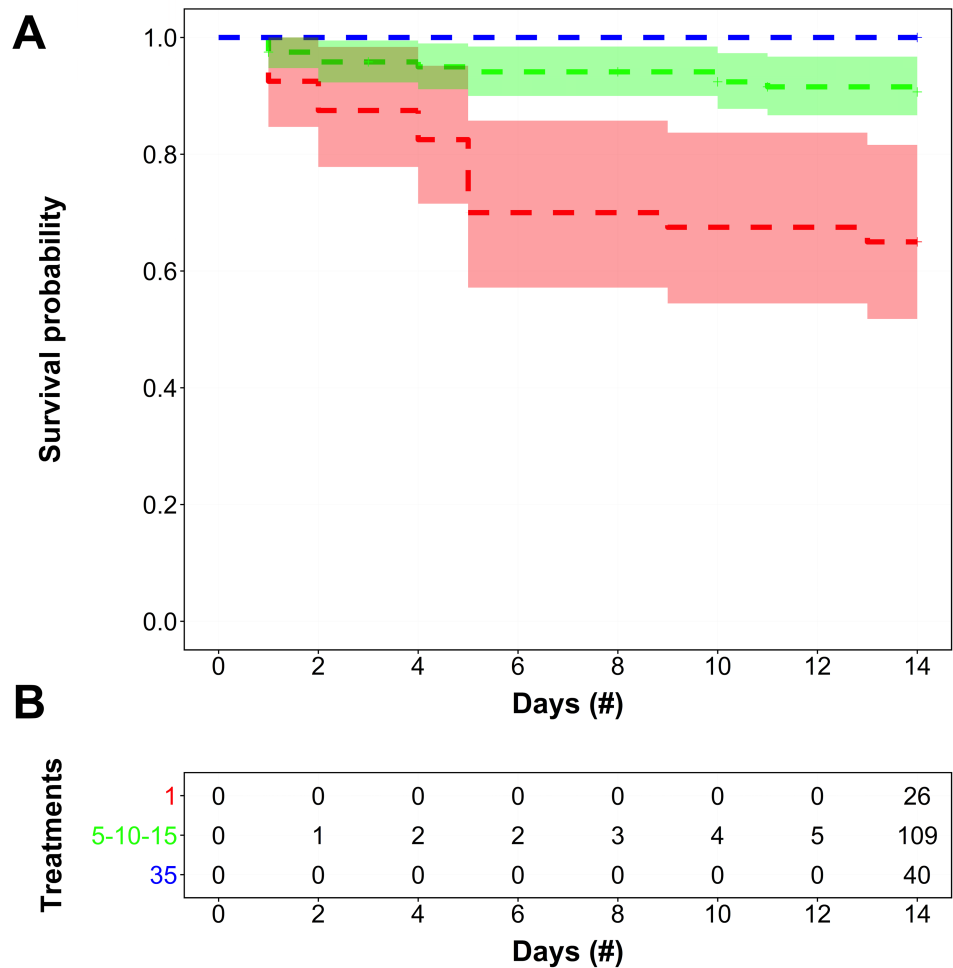 A
Survival probability
1.0
0.8
0.6
0.4
0.2
0.0
0 2 4 6 8 10 12 14
Days (#)
B
Treatments
1 0 0 0 0 0 0 0 26
5-10-15 0 1 2 2 3 4 5 109
35 0 0 0 0 0 0 0 40
0 2 4 6 8 10 12 14
Days (#)